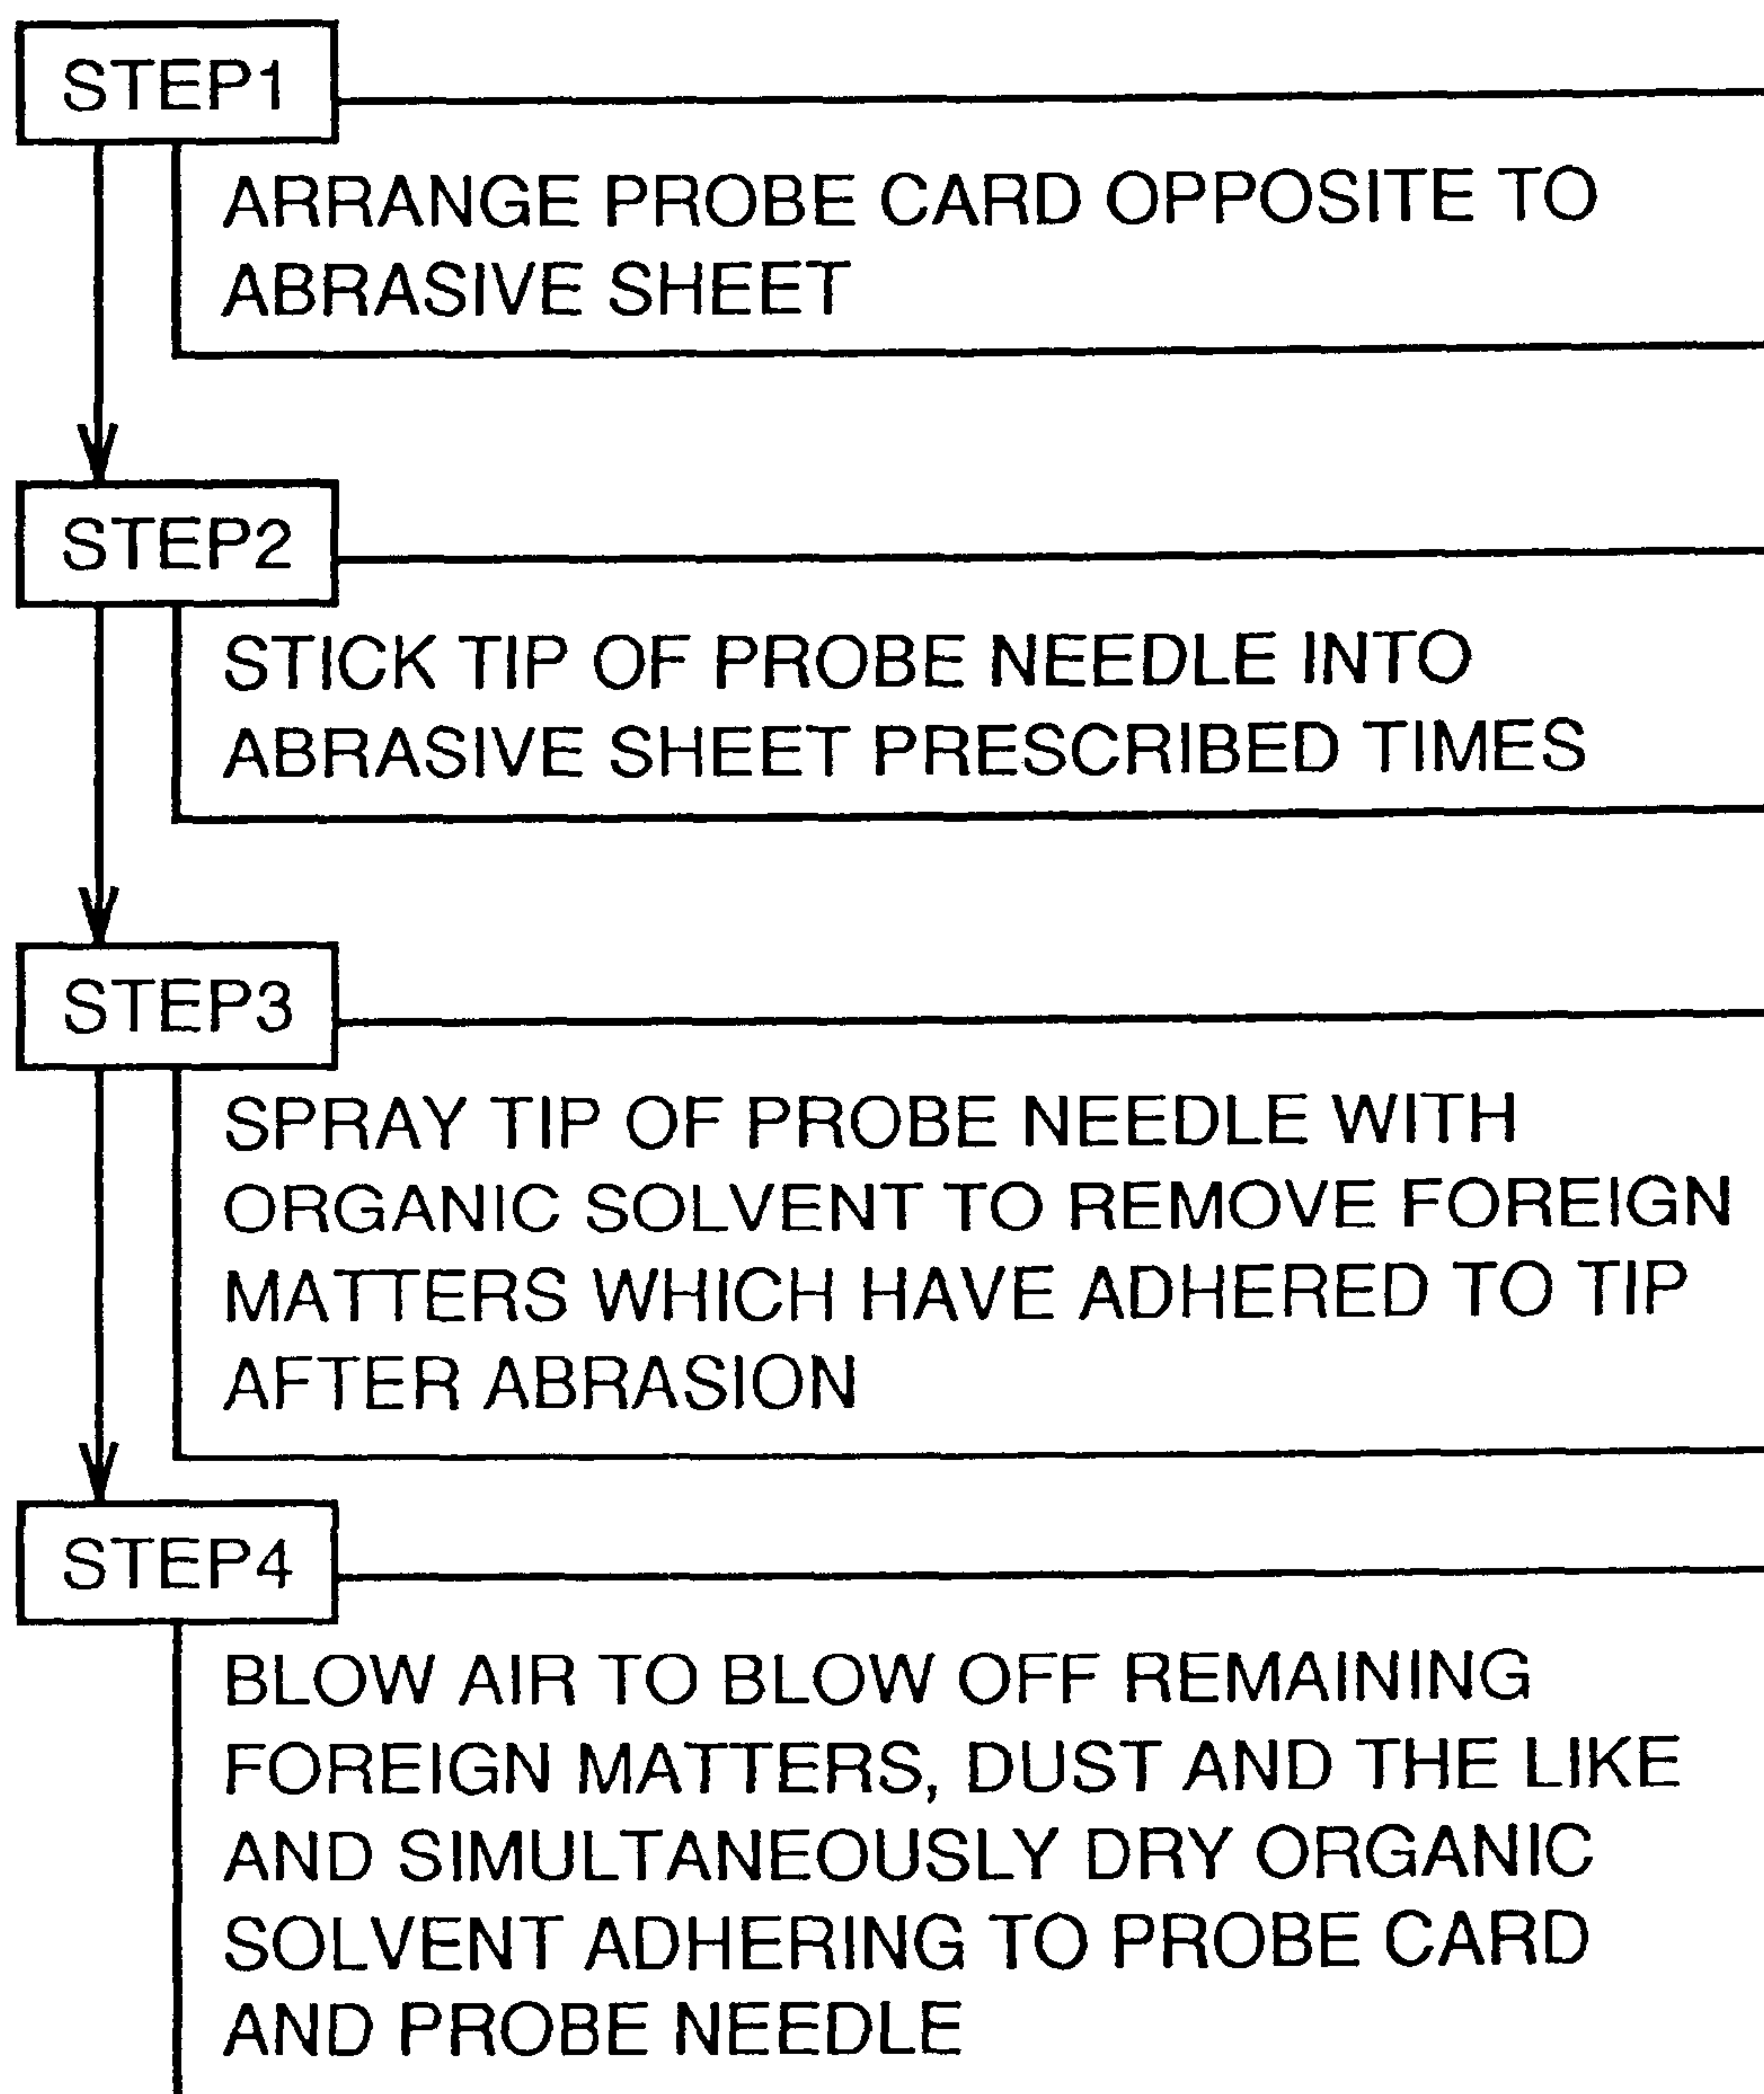 STEP1
ARRANGE PROBE CARD OPPOSITE TO
ABRASIVE SHEET
STEP2
STICK TIP OF PROBE NEEDLE INTO
ABRASIVE SHEET PRESCRIBED TIMES
STEP3
SPRAY TIP OF PROBE NEEDLE WITH
ORGANIC SOLVENT TO REMOVE FOREIGN
MATTERS WHICH HAVE ADHERED TO TIP
AFTER ABRASION
STEP4
BLOW AIR TO BLOW OFF REMAINING
FOREIGN MATTERS, DUST AND THE LIKE
AND SIMULTANEOUSLY DRY ORGANIC
SOLVENT ADHERING TO PROBE CARD
AND PROBE NEEDLE